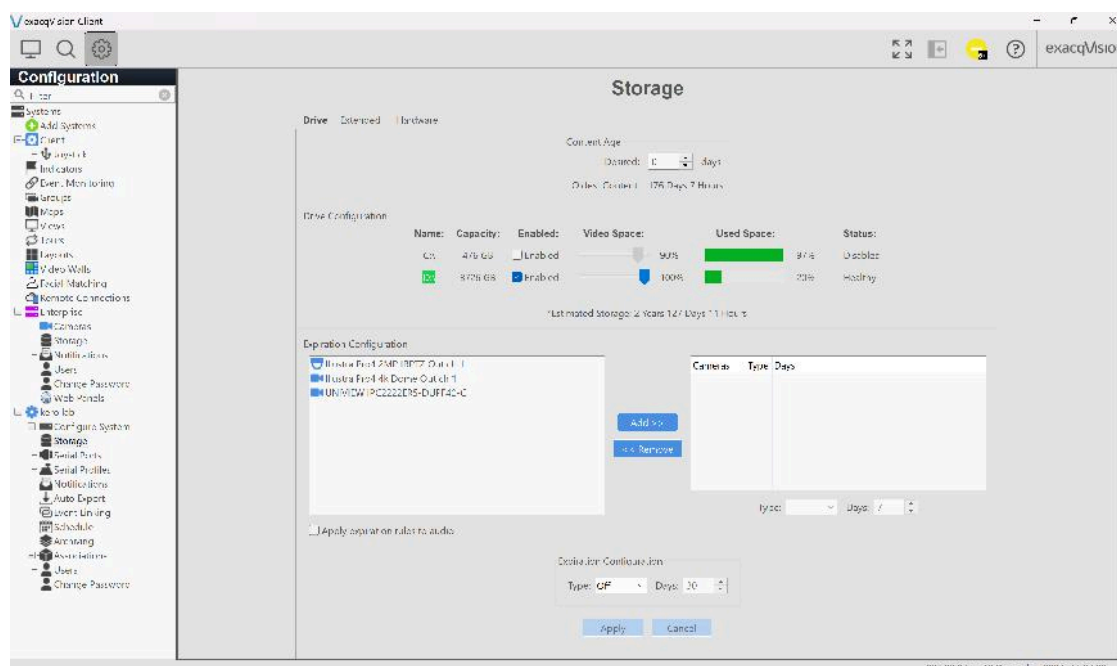 exacqVision Client
exacqVisio
Configuration
Storage
Systems
Add Systems
Client
Joystick
Indicators
Event Monitoring
Groups
Maps
Views
Tours
Layouts
Video Walls
Facial Matching
Remote Connections
Enterprise
Cameras
Storage
Notifications
Users
Change Password
Web Panels
Configure System
Storage
Serial Ports
Serial Profiles
Notifications
Auto Export
Event Linking
Schedule
Archiving
Associations
Users
Change Password
Drive Extended Hardware
Content Age
Desired: 0 days
Oldest Content: 176 Days 7 Hours
Drive Configuration
Name: Capacity: Enabled: Video Space: Used Space: Status:
C:\ 476 GB Enabled 90% 97% Disabled
D:\ Enabled 100% Healthy
*Estimated Storage: 2 Years 127 Days 11 Hours
Expiration Configuration
Illustra Pro4 4k Dome Out ch 1
Cameras Type Days
Add >>
<< Remove
Type: Days: 7
Apply expiration rules to audio
Expiration Configuration
Type: Off Days: 30
Apply Cancel